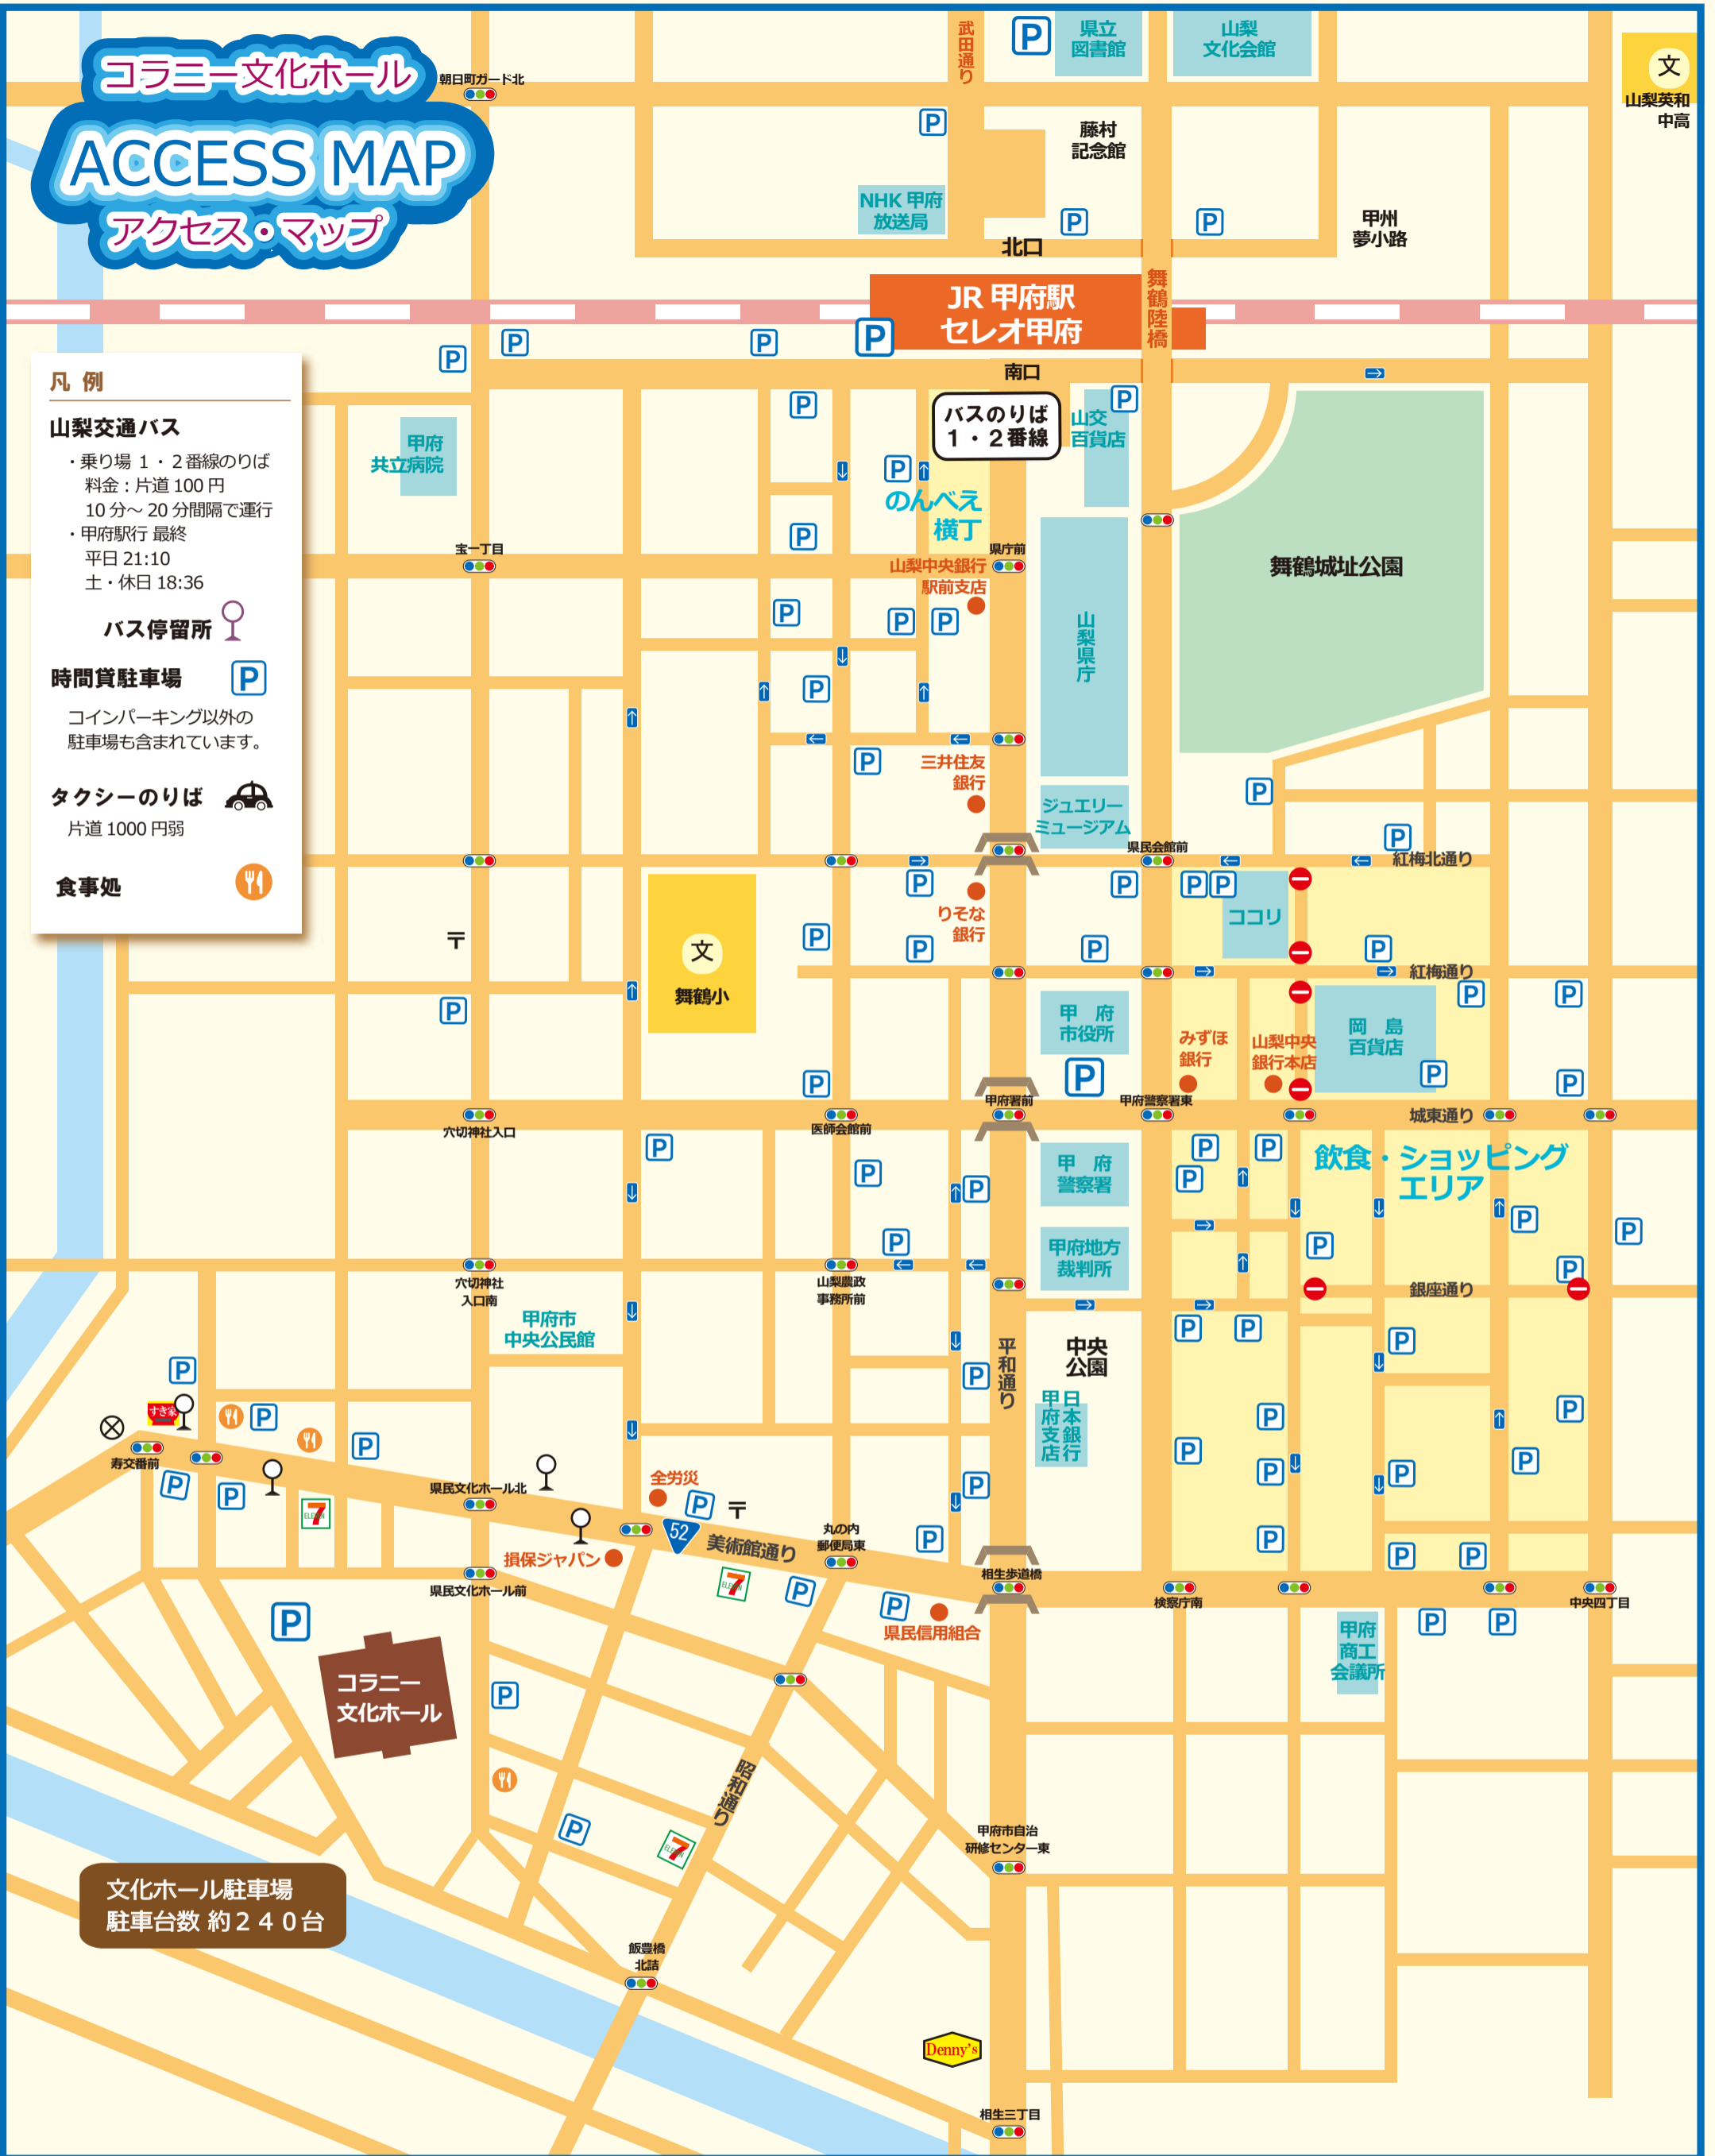 コラニー文化ホール
ACCESS MAP
アクセス・マップ
朝日町ガード北
武田通り
P
県立
図書館
山梨
文化会館
文
山梨英和
中高
P
藤村
記念館
NHK 甲府
放送局
P
P
甲州
夢小路
北口
JR 甲府駅
セレオ甲府
舞鶴陸橋
P
P
P
P
南口
凡 例
山梨交通バス
・乗り場 1・2番線のりば
料金:片道 100 円
10 分〜 20 分間隔で運行
・甲府駅行 最終
平日 21:10
土・休日 18:36
バス停留所
時間貸駐車場 P
コインパーキング以外の
駐車場も含まれています。
タクシーのりば
片道 1000 円弱
食事処
バスのりば
1・2番線
山交
百貨店
P
P
甲府
共立病院
P
のんべえ
横丁
P
宝一丁目
県庁前
山梨中央銀行
駅前支店
舞鶴城址公園
山梨県庁
P
P
P
P
三井住友
銀行
P
P
ジュエリー
ミュージアム
県民会館前
P
紅梅北通り
P
P
P
P
りそな
銀行
ココリ
〒
文
舞鶴小
P
P
P
P
紅梅通り
P
甲 府
市役所
P
みずほ
銀行
山梨中央
銀行本店
岡 島
百貨店
P
P
P
P
P
甲府署前
甲府警察署東
城東通り
穴切神社入口
医師会館前
P
P
P
甲 府
警察署
P
P
P
飲食・ショッピング
エリア
P
P
P
P
P
甲府地方
裁判所
銀座通り
穴切神社
入口南
山梨農政
事務所前
甲府市
中央公民館
平和通り
中央
公園
P
P
P
P
P
日本銀行
甲府支店
すき家
P
P
P
P
P
寿交番前
P
P
県民文化ホール北
ELEVEN
全労災
P
〒
52
美術館通り
丸の内
郵便局東
P
P
P
P
P
P
P
P
損保ジャパン
県民文化ホール前
ELEVEN
P
P
県民信用組合
相生歩道橋
検察庁南
中央四丁目
P
P
甲府
商工
会議所
P
コラニー
文化ホール
P
昭和通り
P
ELEVEN
甲府市自治
研修センター東
文化ホール駐車場
駐車台数 約240台
飯豊橋
北詰
Denny's
相生三丁目